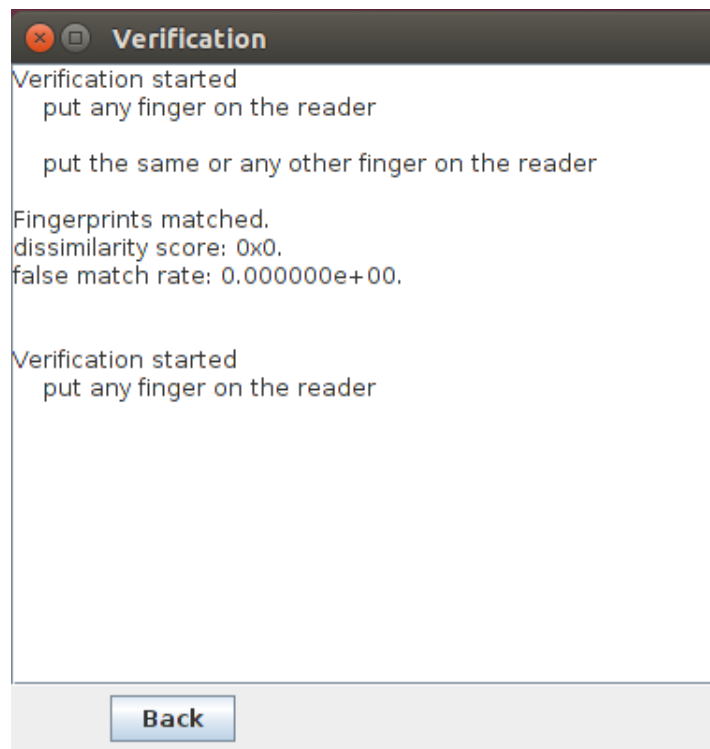 Verification
Verification started
put any finger on the reader
put the same or any other finger on the reader
Fingerprints matched.
dissimilarity score: 0x0.
false match rate: 0.000000e+00.
Verification started
put any finger on the reader
Back